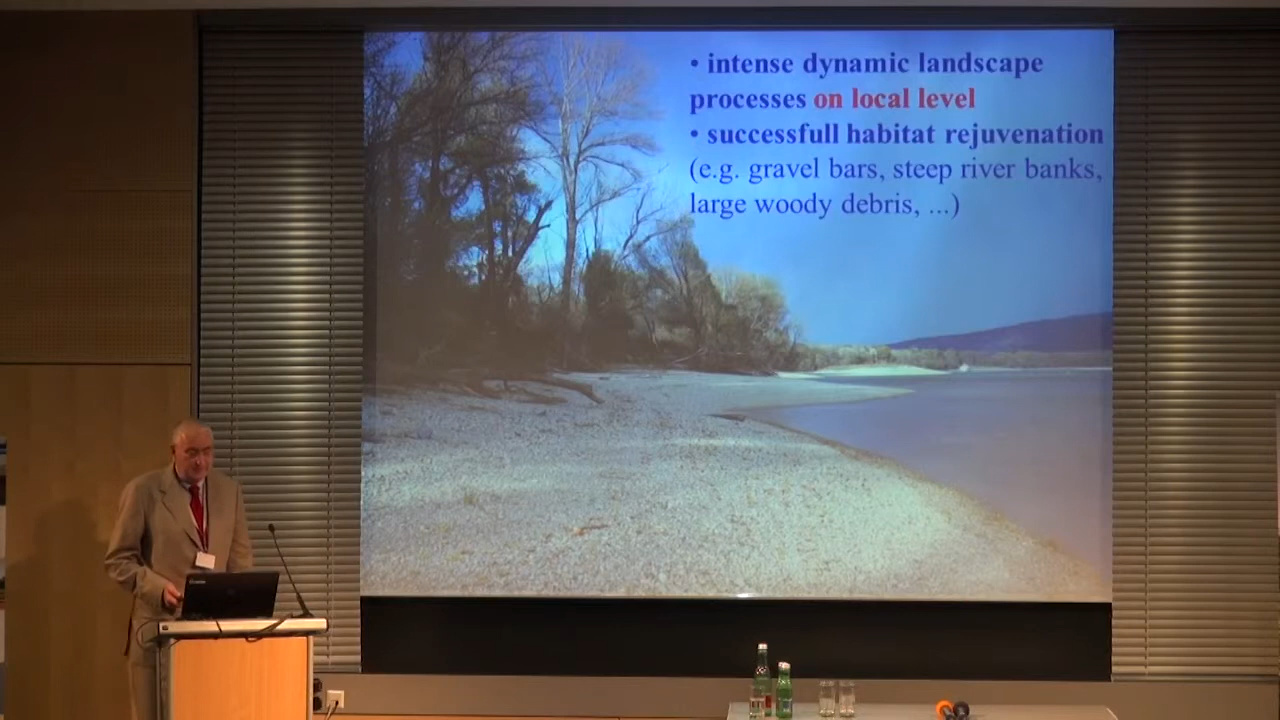 • intense dynamic landscape
processes on local level
• successfull habitat rejuvenation
(e.g. gravel bars, steep river banks,
large woody debris, ...)